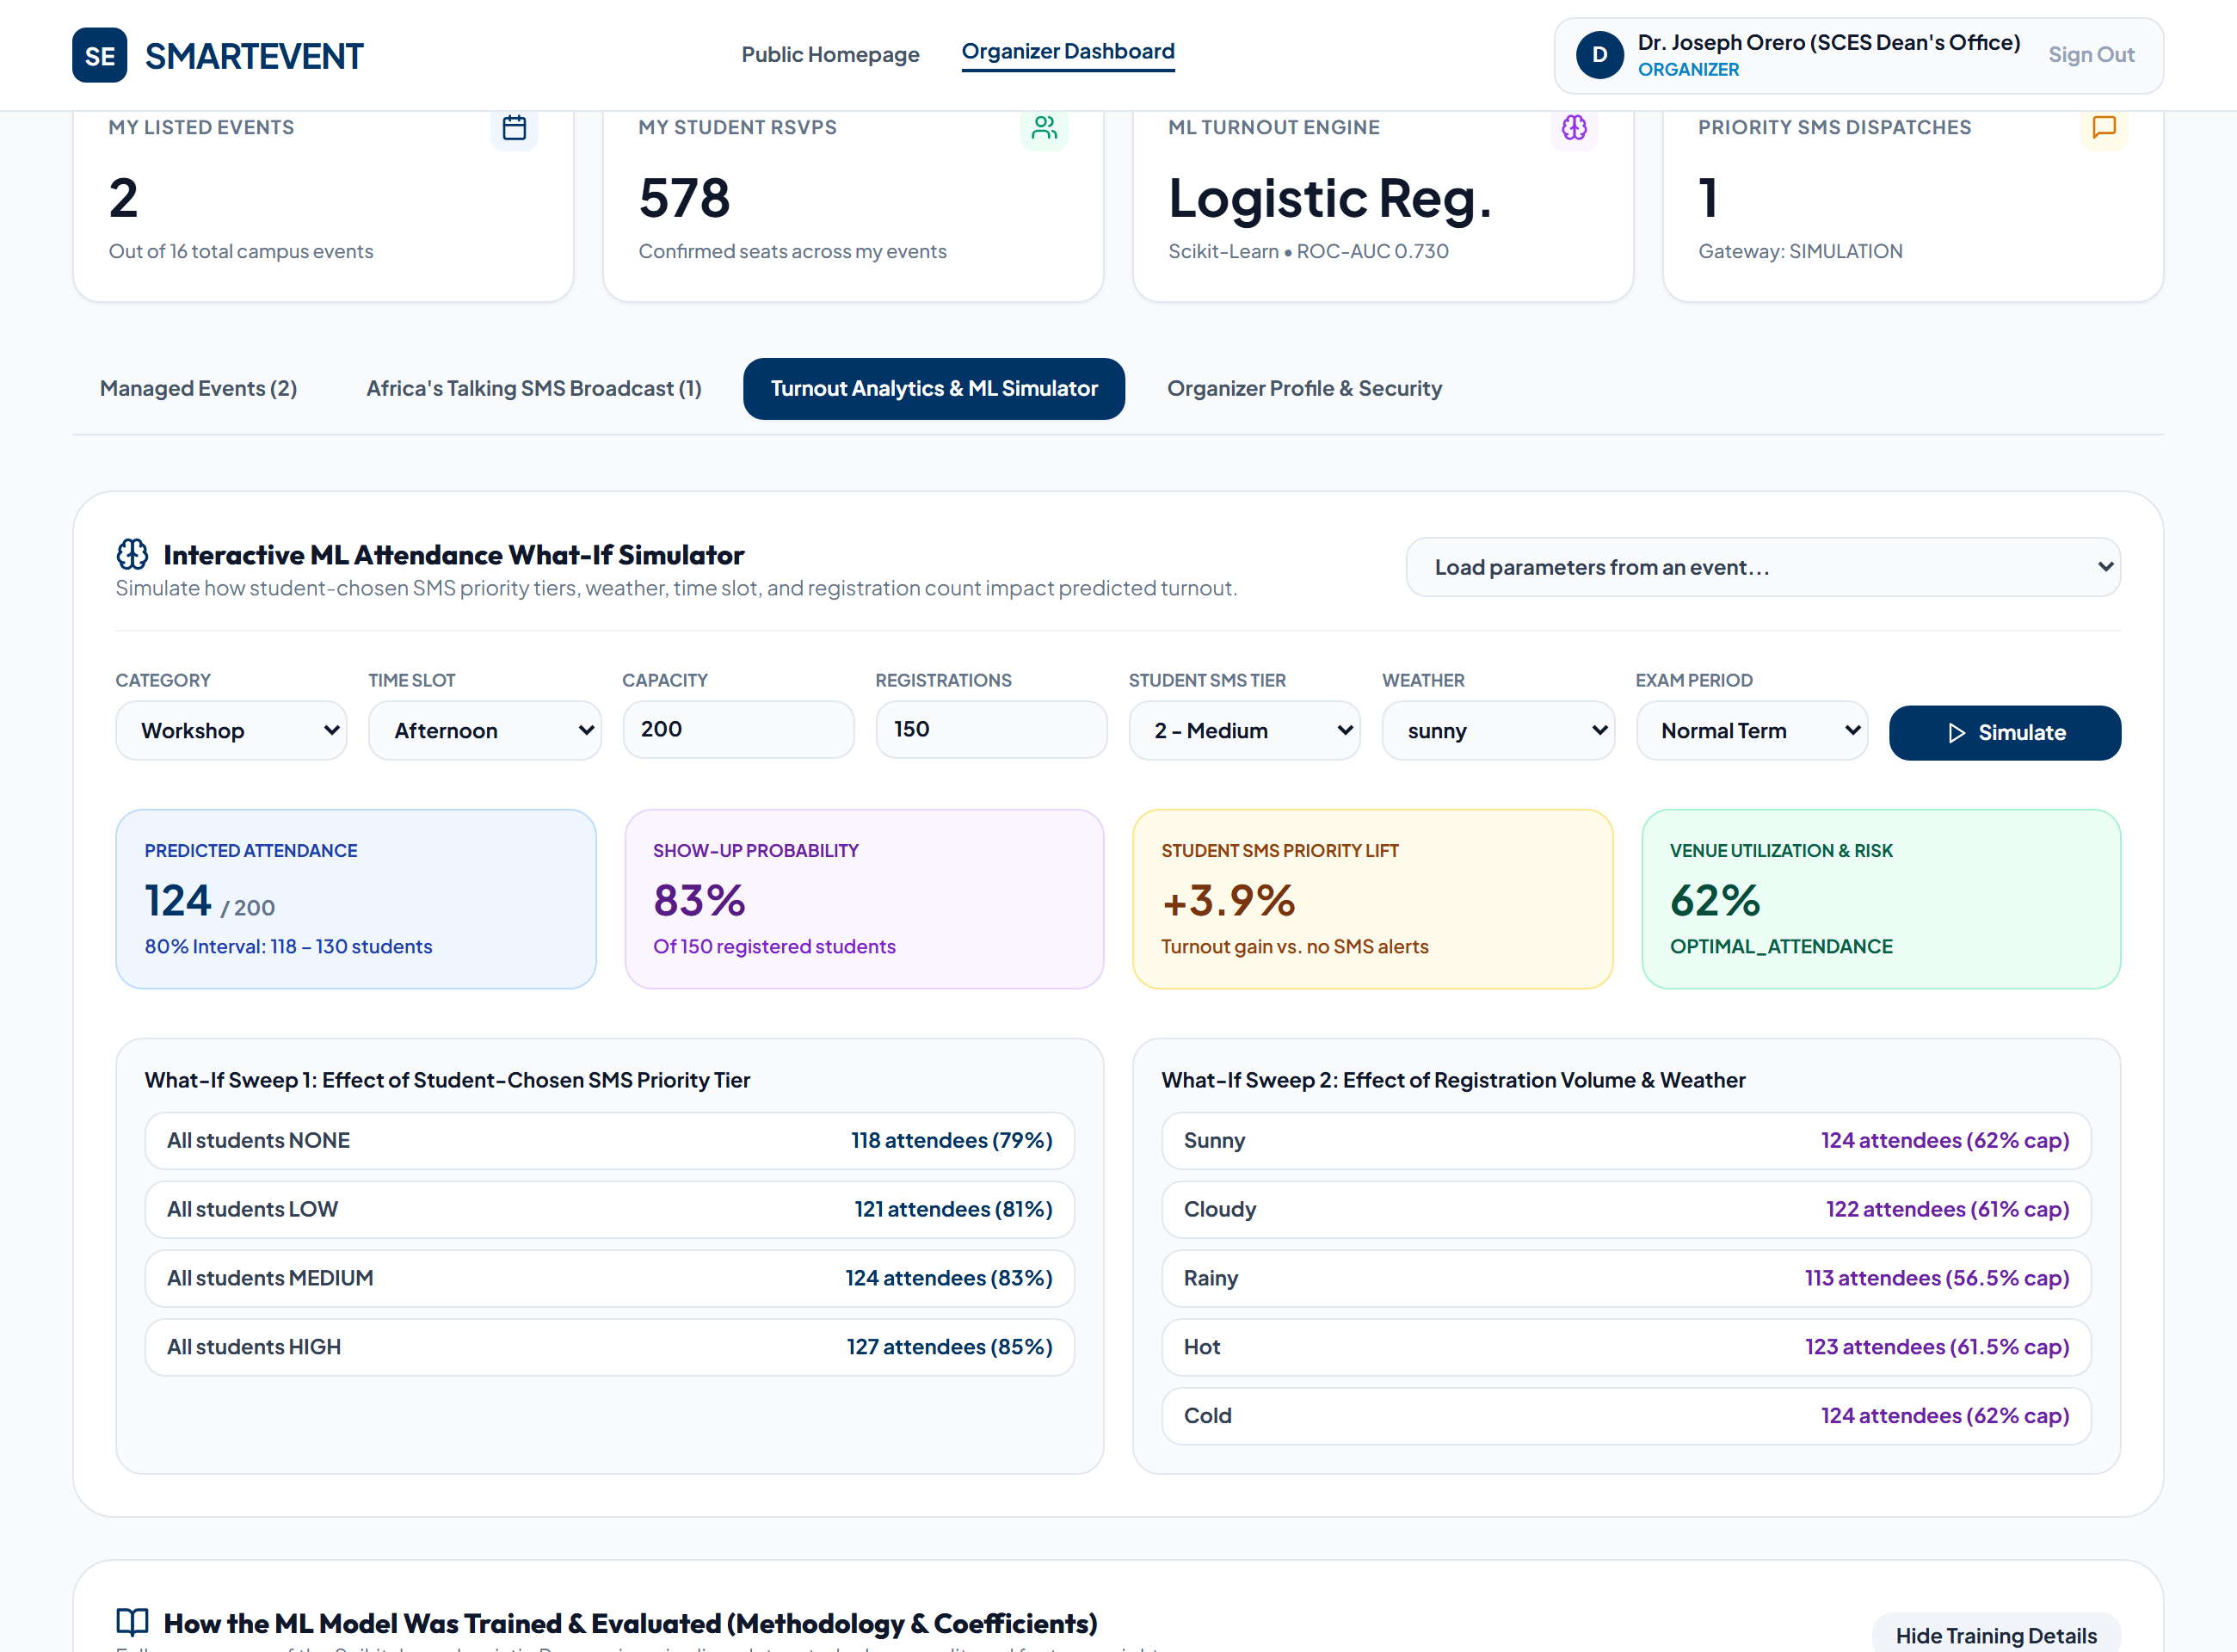 SE SMARTEVENT
Public Homepage
Organizer Dashboard
D
Dr. Joseph Orero (SCES Dean's Office)
ORGANIZER
Sign Out
MY LISTED EVENTS
2
Out of 16 total campus events
MY STUDENT RSVPS
578
Confirmed seats across my events
ML TURNOUT ENGINE
Logistic Reg.
Scikit-Learn • ROC-AUC 0.730
PRIORITY SMS DISPATCHES
1
Gateway: SIMULATION
Managed Events (2)
Africa's Talking SMS Broadcast (1)
Turnout Analytics & ML Simulator
Organizer Profile & Security
Interactive ML Attendance What-If Simulator
Simulate how student-chosen SMS priority tiers, weather, time slot, and registration count impact predicted turnout.
Load parameters from an event...
CATEGORY
Workshop
TIME SLOT
Afternoon
CAPACITY
200
REGISTRATIONS
150
STUDENT SMS TIER
2 - Medium
WEATHER
sunny
EXAM PERIOD
Normal Term
Simulate
PREDICTED ATTENDANCE
124 / 200
80% Interval: 118 – 130 students
SHOW-UP PROBABILITY
83%
Of 150 registered students
STUDENT SMS PRIORITY LIFT
+3.9%
Turnout gain vs. no SMS alerts
VENUE UTILIZATION & RISK
62%
OPTIMAL_ATTENDANCE
What-If Sweep 1: Effect of Student-Chosen SMS Priority Tier
All students NONE 118 attendees (79%)
All students LOW 121 attendees (81%)
All students MEDIUM 124 attendees (83%)
All students HIGH 127 attendees (85%)
What-If Sweep 2: Effect of Registration Volume & Weather
Sunny 124 attendees (62% cap)
Cloudy 122 attendees (61% cap)
Rainy 113 attendees (56.5% cap)
Hot 123 attendees (61.5% cap)
Cold 124 attendees (62% cap)
How the ML Model Was Trained & Evaluated (Methodology & Coefficients)
Hide Training Details